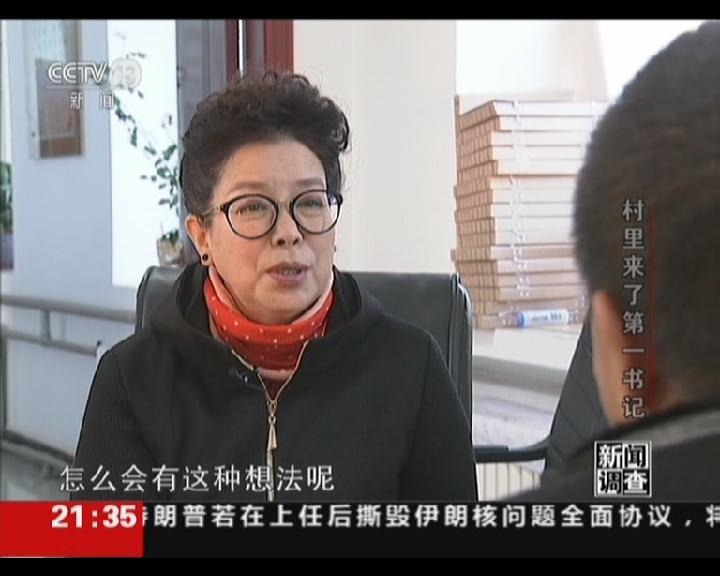 CCTV 13
新闻
村里来了第一书记
怎么会有这种想法呢
新闻
调查
21:35
朗普若在上任后撕毁伊朗核问题全面协议，将